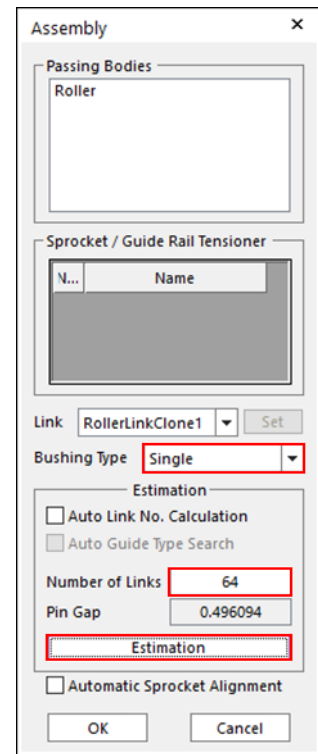 Assembly
Passing Bodies
Roller
Sprocket / Guide Rail Tensioner
N... Name
Link RollerLinkClone1 Set
Bushing Type Single
Estimation
Auto Link No. Calculation
Auto Guide Type Search
Number of Links 64
Pin Gap 0.496094
Estimation
Automatic Sprocket Alignment
OK Cancel